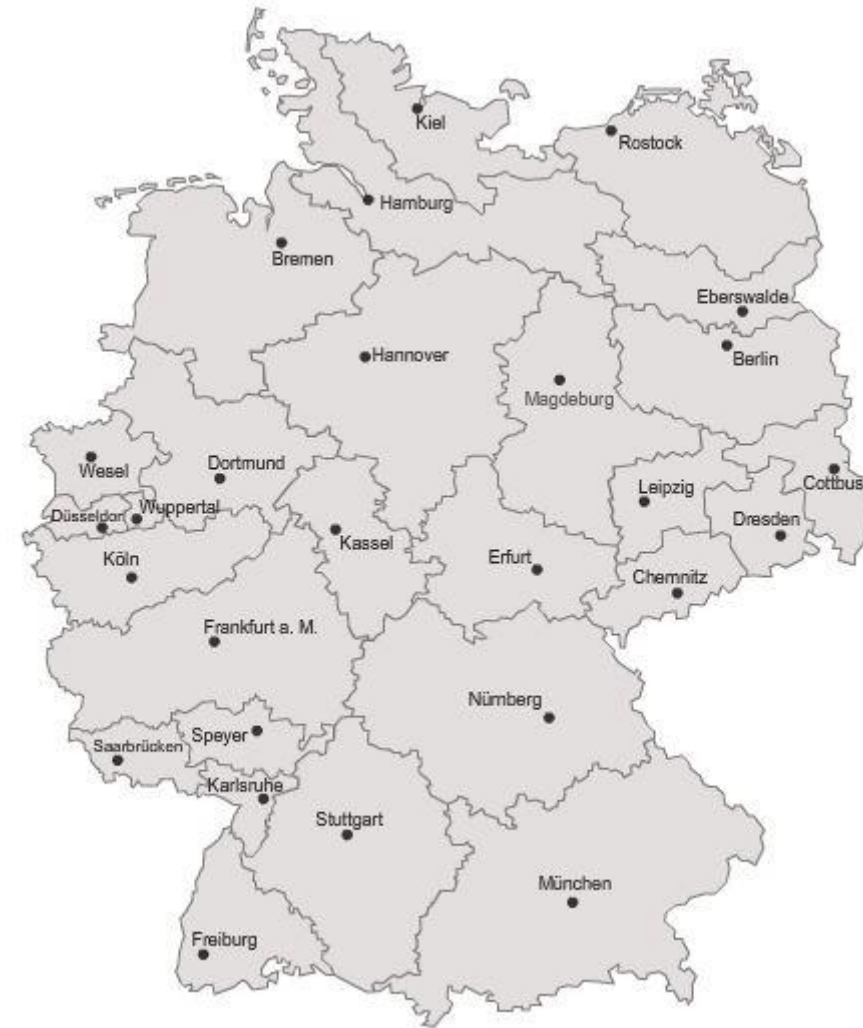 Kiel
Rostock
Hamburg
Bremen
Eberswalde
Berlin
Hannover
Magdeburg
Wesel
Dortmund
Cottbus
Leipzig
Düsseldorf
Wuppertal
Dresden
Kassel
Köln
Erfurt
Chemnitz
Frankfurt a. M.
Nürnberg
Speyer
Saarbrücken
Karlsruhe
Stuttgart
München
Freiburg